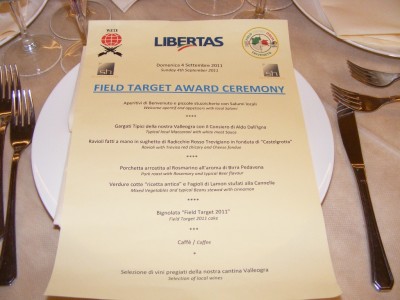 LIBERTAS
Domenica 4 Settembre 2011
Sunday 4th September 2011
FIELD TARGET AWARD CEREMONY
Aperitivi di Benvenuto e piccole stuzzicherie con Salumi locali
Welcome aperitif and appetizers with local Salami
****
Gargati Tipici della nostra Valleogra con il Consiero di Aldo Dall'Igna
Typical local Macaroner with white meat Sauce
Ravioli fatti a mano in sughetto di Radicchio Rosso Trevigiano in fonduta di "Castelgrotta"
Ravioli with Treviso red chicory and Cheese fondue
****
Porchetta arrostita al Rosmarino all'aroma di Birra Pedavena
Pork roast with Rosemary and typical Beer flavour
Verdure cotte "ricetta antica" e Fagioli di Lamon stufati alla Cannella
Mixed Vegetables and typical Beans stewed with cinnamon
****
Bignolata "Field Target 2011"
Field Target 2011 cake
***
Caffè / Coffee
*
Selezione di vini pregiati della nostra cantina Valleogra
Selection of local wines